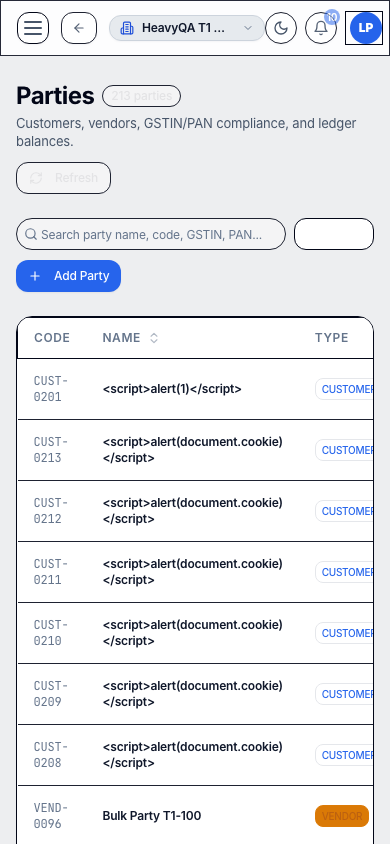 HeavyQA T1 ...
LP
Parties
213 parties
Customers, vendors, GSTIN/PAN compliance, and ledger
balances.
Refresh
Search party name, code, GSTIN, PAN...
+ Add Party
CODE NAME TYPE
CUST-
0201
<script>alert(1)</script>
CUSTOMER
CUST-
0213
<script>alert(document.cookie)
</script>
CUSTOMER
CUST-
0212
<script>alert(document.cookie)
</script>
CUSTOMER
CUST-
0211
<script>alert(document.cookie)
</script>
CUSTOMER
CUST-
0210
<script>alert(document.cookie)
</script>
CUSTOMER
CUST-
0209
<script>alert(document.cookie)
</script>
CUSTOMER
CUST-
0208
<script>alert(document.cookie)
</script>
CUSTOMER
VEND-
0096
Bulk Party T1-100
VENDOR